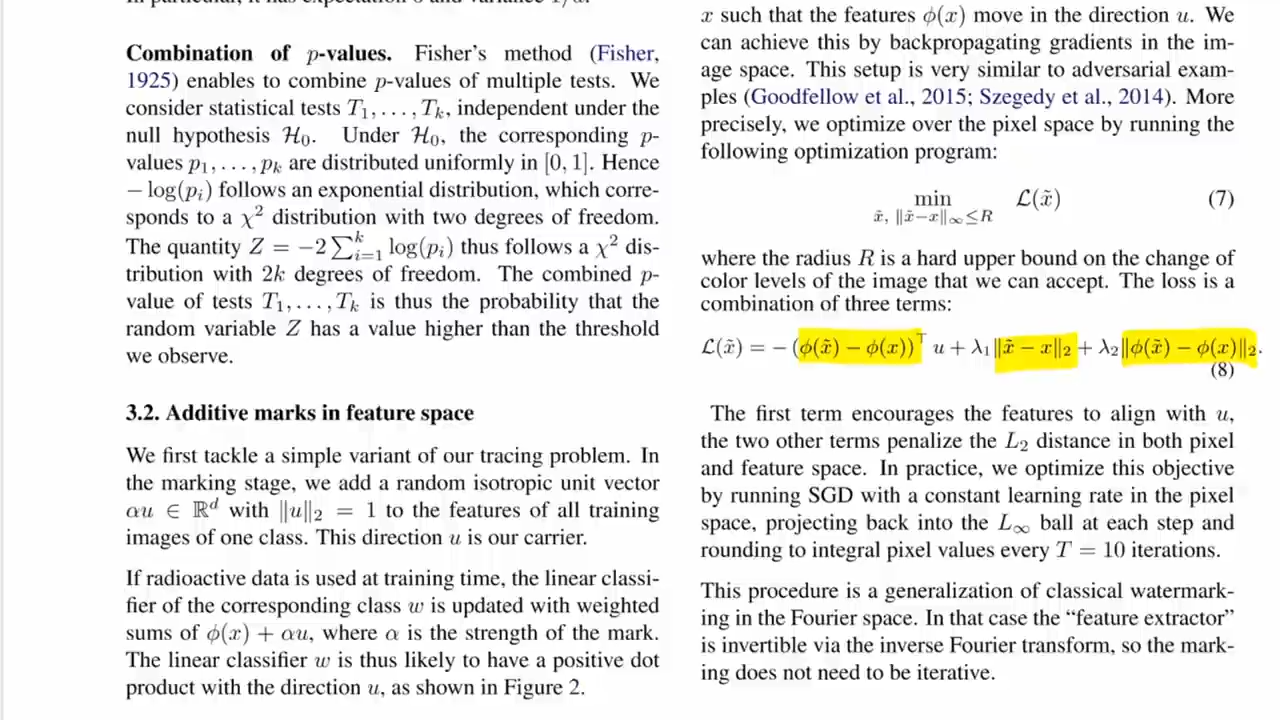 In particular, it has expectation 0 and variance 1/d.
Combination of p-values. Fisher's method (Fisher,
1925) enables to combine p-values of multiple tests. We
consider statistical tests T₁, . . . , Tₖ, independent under the
null hypothesis ℋ₀. Under ℋ₀, the corresponding p-
values p₁, . . . , pₖ are distributed uniformly in [0, 1]. Hence
− log(pᵢ) follows an exponential distribution, which corre-
sponds to a χ² distribution with two degrees of freedom.
The quantity Z = −2 ∑ᵢ₌₁ᵏ log(pᵢ) thus follows a χ² dis-
tribution with 2k degrees of freedom. The combined p-
value of tests T₁, . . . , Tₖ is thus the probability that the
random variable Z has a value higher than the threshold
we observe.
3.2. Additive marks in feature space
We first tackle a simple variant of our tracing problem. In
the marking stage, we add a random isotropic unit vector
αu ∈ ℝᵈ with ‖u‖₂ = 1 to the features of all training
images of one class. This direction u is our carrier.
If radioactive data is used at training time, the linear classi-
fier of the corresponding class w is updated with weighted
sums of ϕ(x) + αu, where α is the strength of the mark.
The linear classifier w is thus likely to have a positive dot
product with the direction u, as shown in Figure 2.
x such that the features ϕ(x) move in the direction u. We
can achieve this by backpropagating gradients in the im-
age space. This setup is very similar to adversarial exam-
ples (Goodfellow et al., 2015; Szegedy et al., 2014). More
precisely, we optimize over the pixel space by running the
following optimization program:
min ℒ(x̃) (7)
x̃, ‖x̃−x‖∞≤R
where the radius R is a hard upper bound on the change of
color levels of the image that we can accept. The loss is a
combination of three terms:
ℒ(x̃) = − (ϕ(x̃) − ϕ(x))⊤ u + λ₁‖x̃ − x‖₂ + λ₂‖ϕ(x̃) − ϕ(x)‖₂.
(8)
The first term encourages the features to align with u,
the two other terms penalize the L₂ distance in both pixel
and feature space. In practice, we optimize this objective
by running SGD with a constant learning rate in the pixel
space, projecting back into the L∞ ball at each step and
rounding to integral pixel values every T = 10 iterations.
This procedure is a generalization of classical watermark-
ing in the Fourier space. In that case the “feature extractor”
is invertible via the inverse Fourier transform, so the mark-
ing does not need to be iterative.